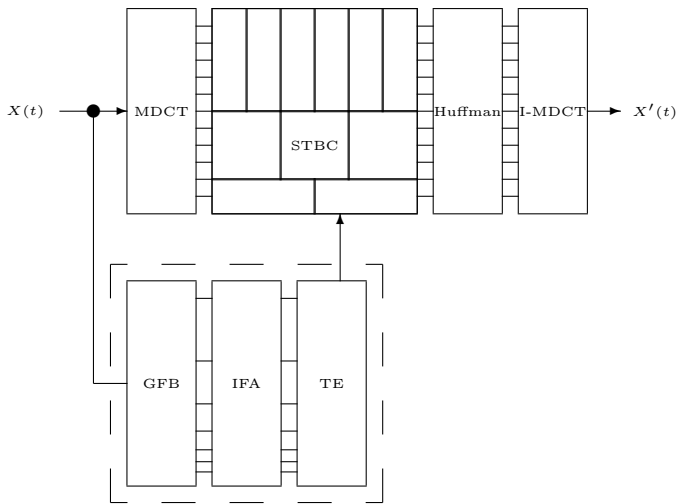 X(t)
MDCT
STBC
Huffman
I-MDCT
X′(t)
GFB
IFA
TE